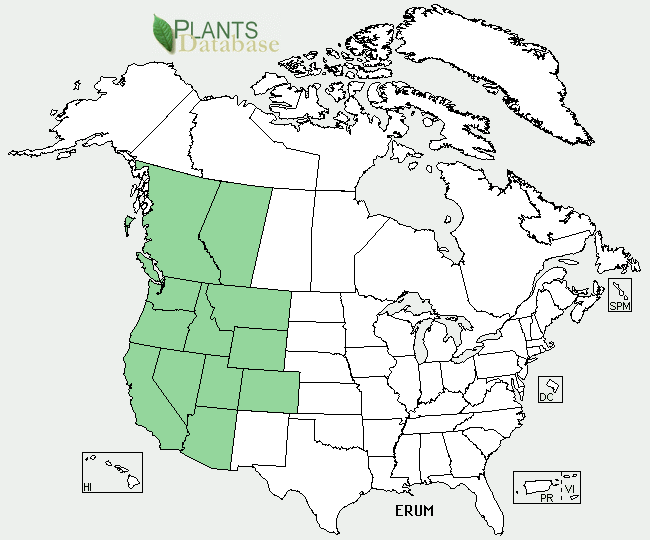 PLANTS
Database
SPM
DC
HI
PR
VI
ERUM